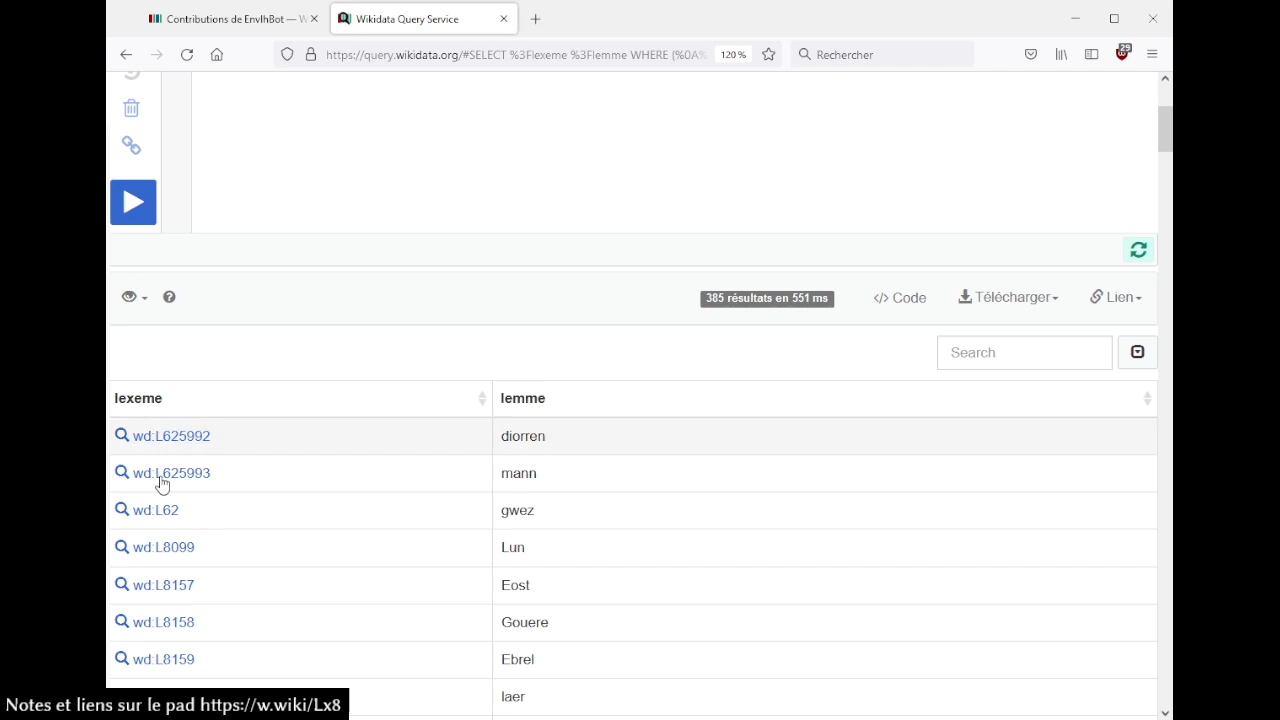 Contributions de EnvlhBot — W
Wikidata Query Service
https://query.wikidata.org/#SELECT %3Flexeme %3Flemme WHERE {%0A%
120 %
Rechercher
29
385 résultats en 551 ms
</> Code
Télécharger
Lien
Search
lexeme
lemme
wd:L625992
diorren
wd:L625993
mann
wd:L62
gwez
wd:L8099
Lun
wd:L8157
Eost
wd:L8158
Gouere
wd:L8159
Ebrel
laer
Notes et liens sur le pad https://w.wiki/Lx8